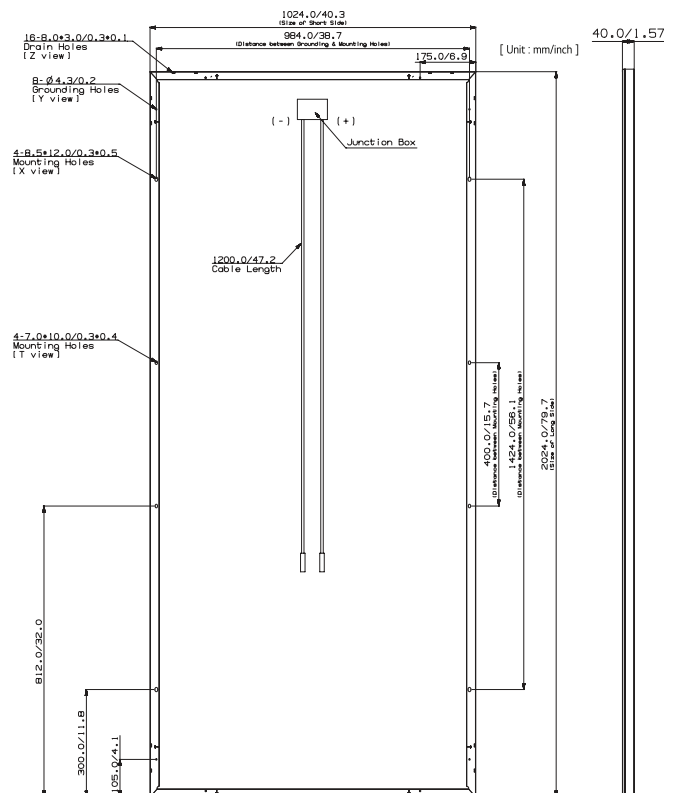 1024.0/40.3
(Size of Short Side)
984.0/38.7
(Distance between Grounding & Mounting Holes)
175.0/6.9
[ Unit : mm/inch ]
40.0/1.57
16-8.0*3.0/0.3*0.1
Drain Holes
[Z view]
8-Ø4.3/0.2
Grounding Holes
[Y view]
(-)
(+)
Junction Box
4-8.5*12.0/0.3*0.5
Mounting Holes
[X view]
1200.0/47.2
Cable Length
4-7.0*10.0/0.3*0.4
Mounting Holes
[T view]
400.0/15.7
(Distance between Mounting Holes)
1424.0/56.1
(Distance between Mounting Holes)
2024.0/79.7
(Size of Long Side)
812.0/32.0
300.0/11.8
105.0/4.1